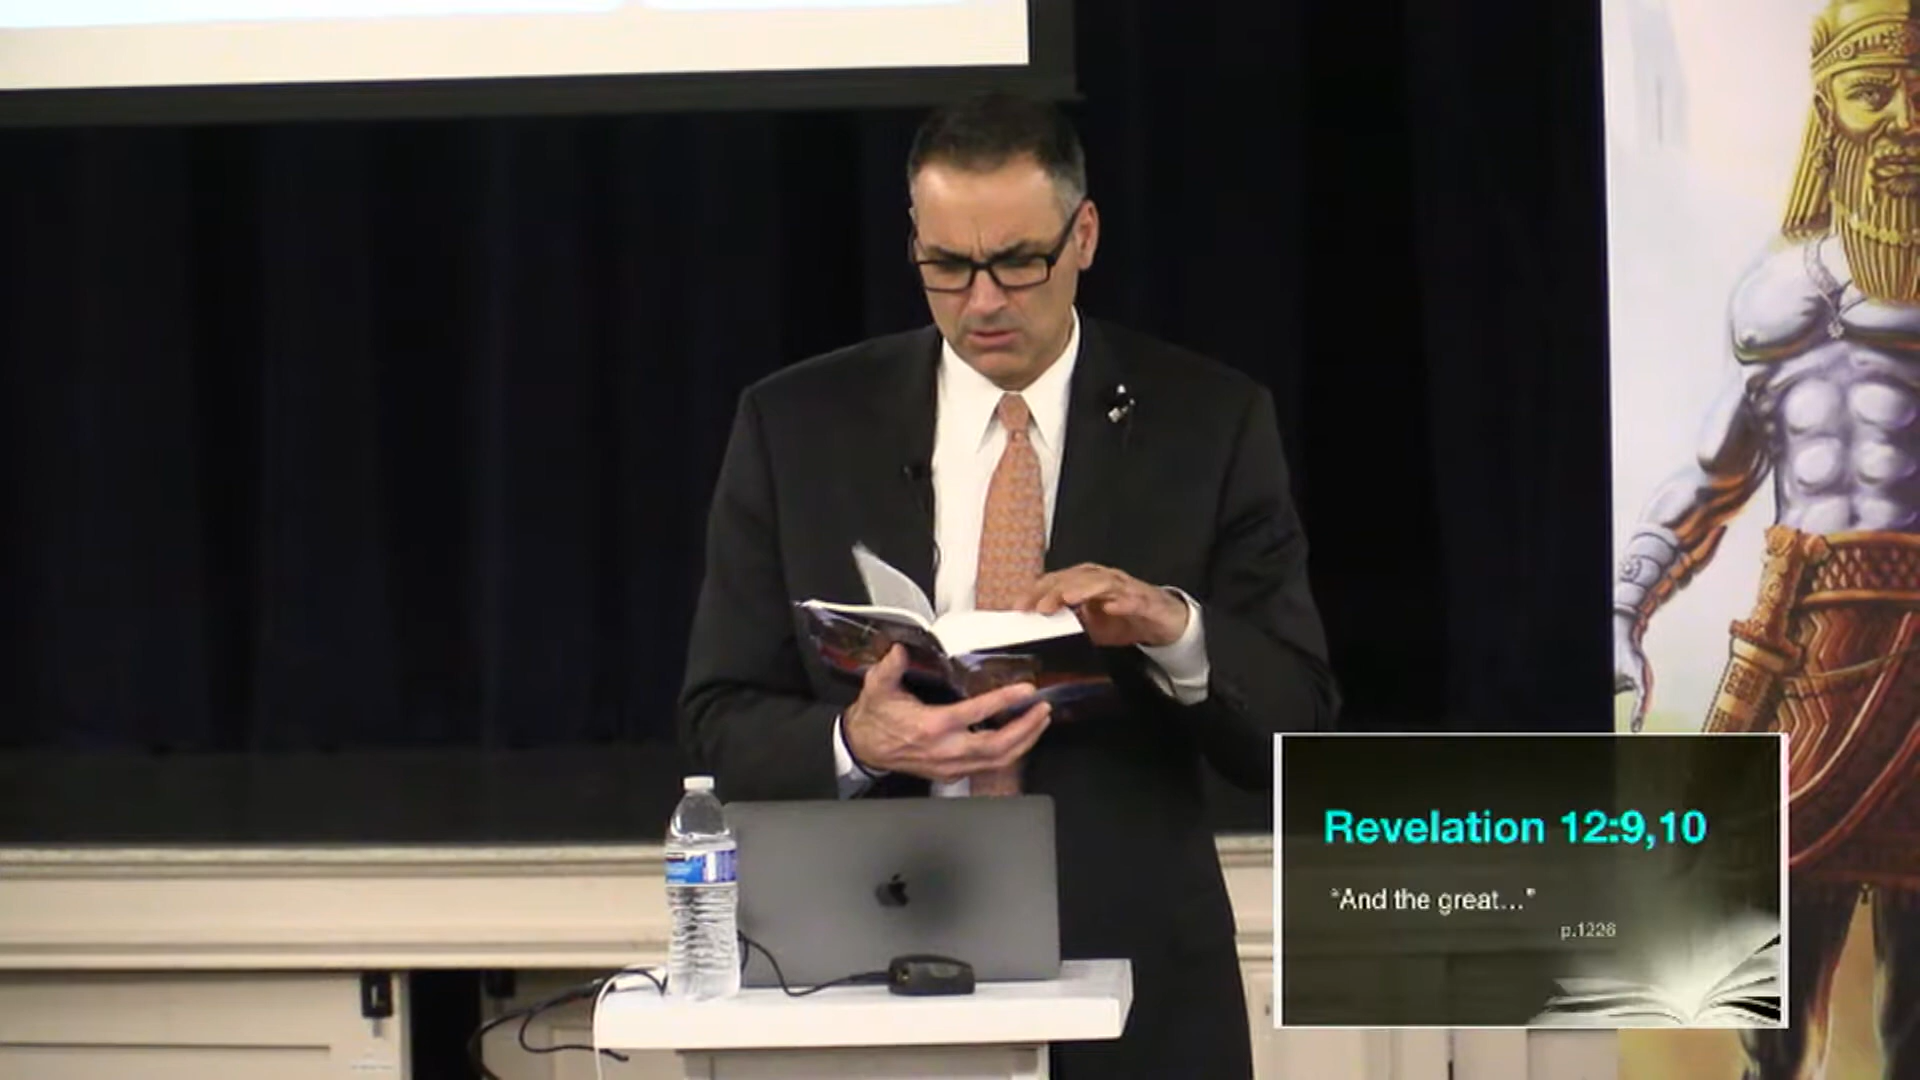 Revelation 12:9,10
"And the great..."
p.1226